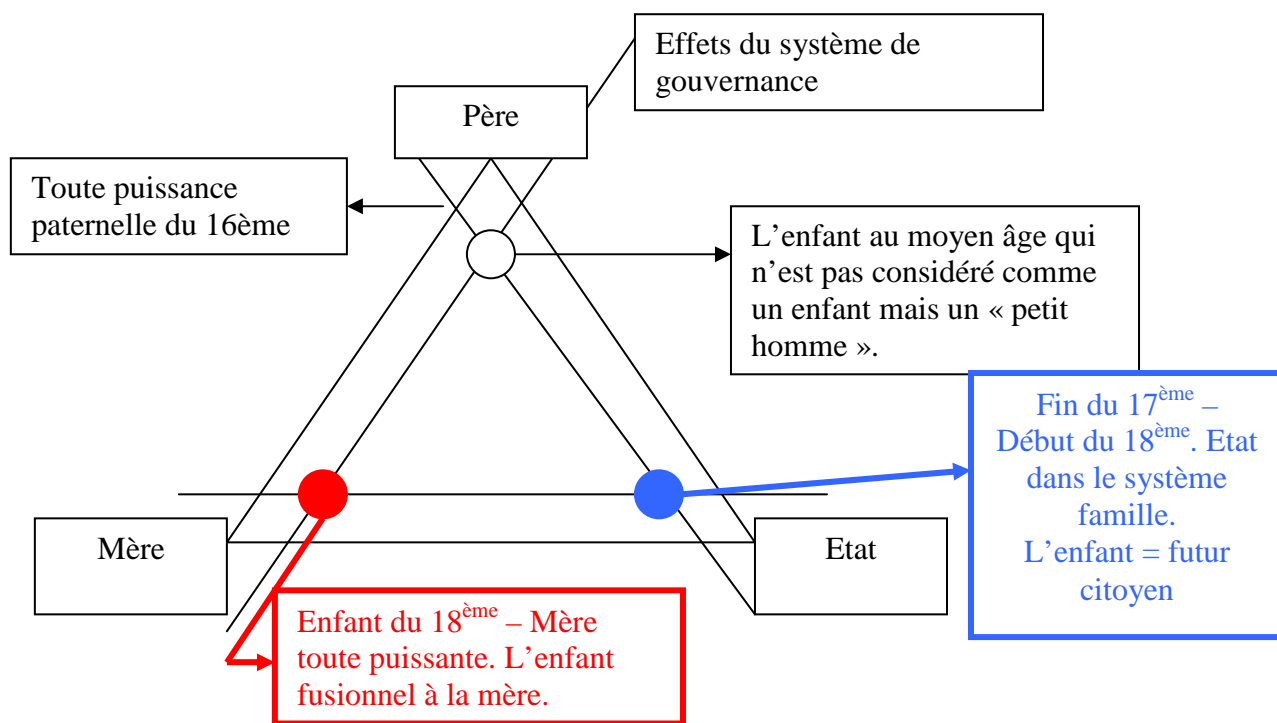 Effets du système de
gouvernance
Père
Toute puissance
paternelle du 16ème
L’enfant au moyen âge qui
n’est pas considéré comme
un enfant mais un « petit
homme ».
Fin du 17ème –
Début du 18ème. Etat
dans le système
famille.
L’enfant = futur
citoyen
Mère
Etat
Enfant du 18ème – Mère
toute puissante. L’enfant
fusionnel à la mère.